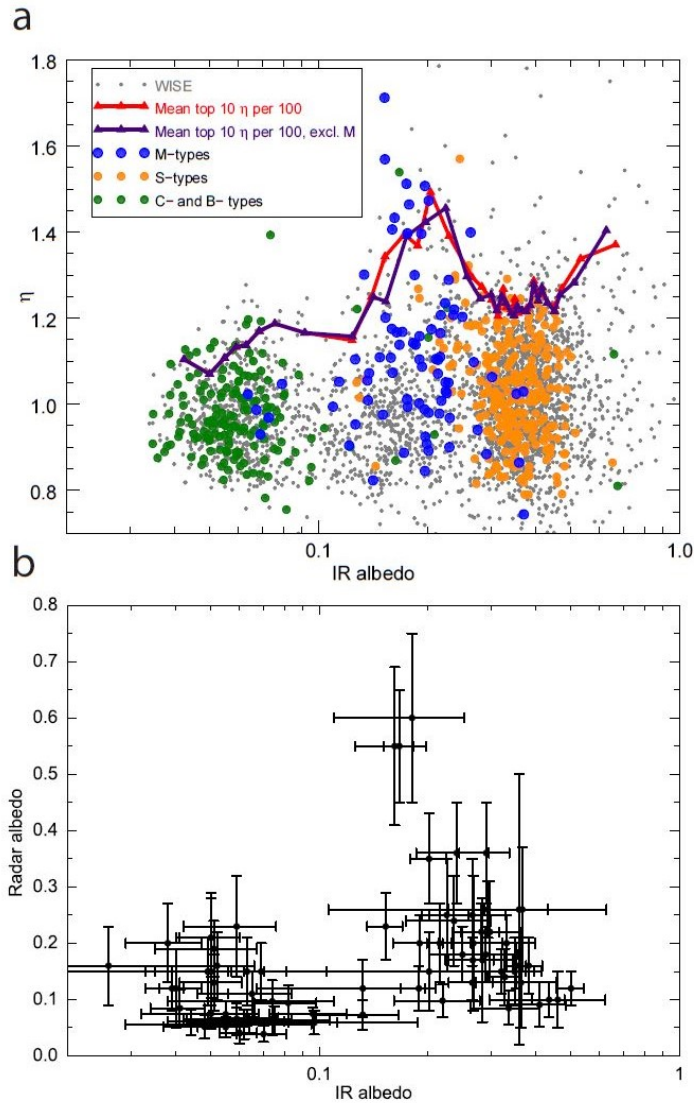 a
1.8
WISE
Mean top 10 η per 100
Mean top 10 η per 100, excl. M
1.6
M-types
S-types
C- and B- types
1.4
η
1.2
1.0
0.8
0.1
1.0
IR albedo
b
0.8
0.7
0.6
0.5
Radar albedo
0.4
0.3
0.2
0.1
0.0
0.1
1
IR albedo